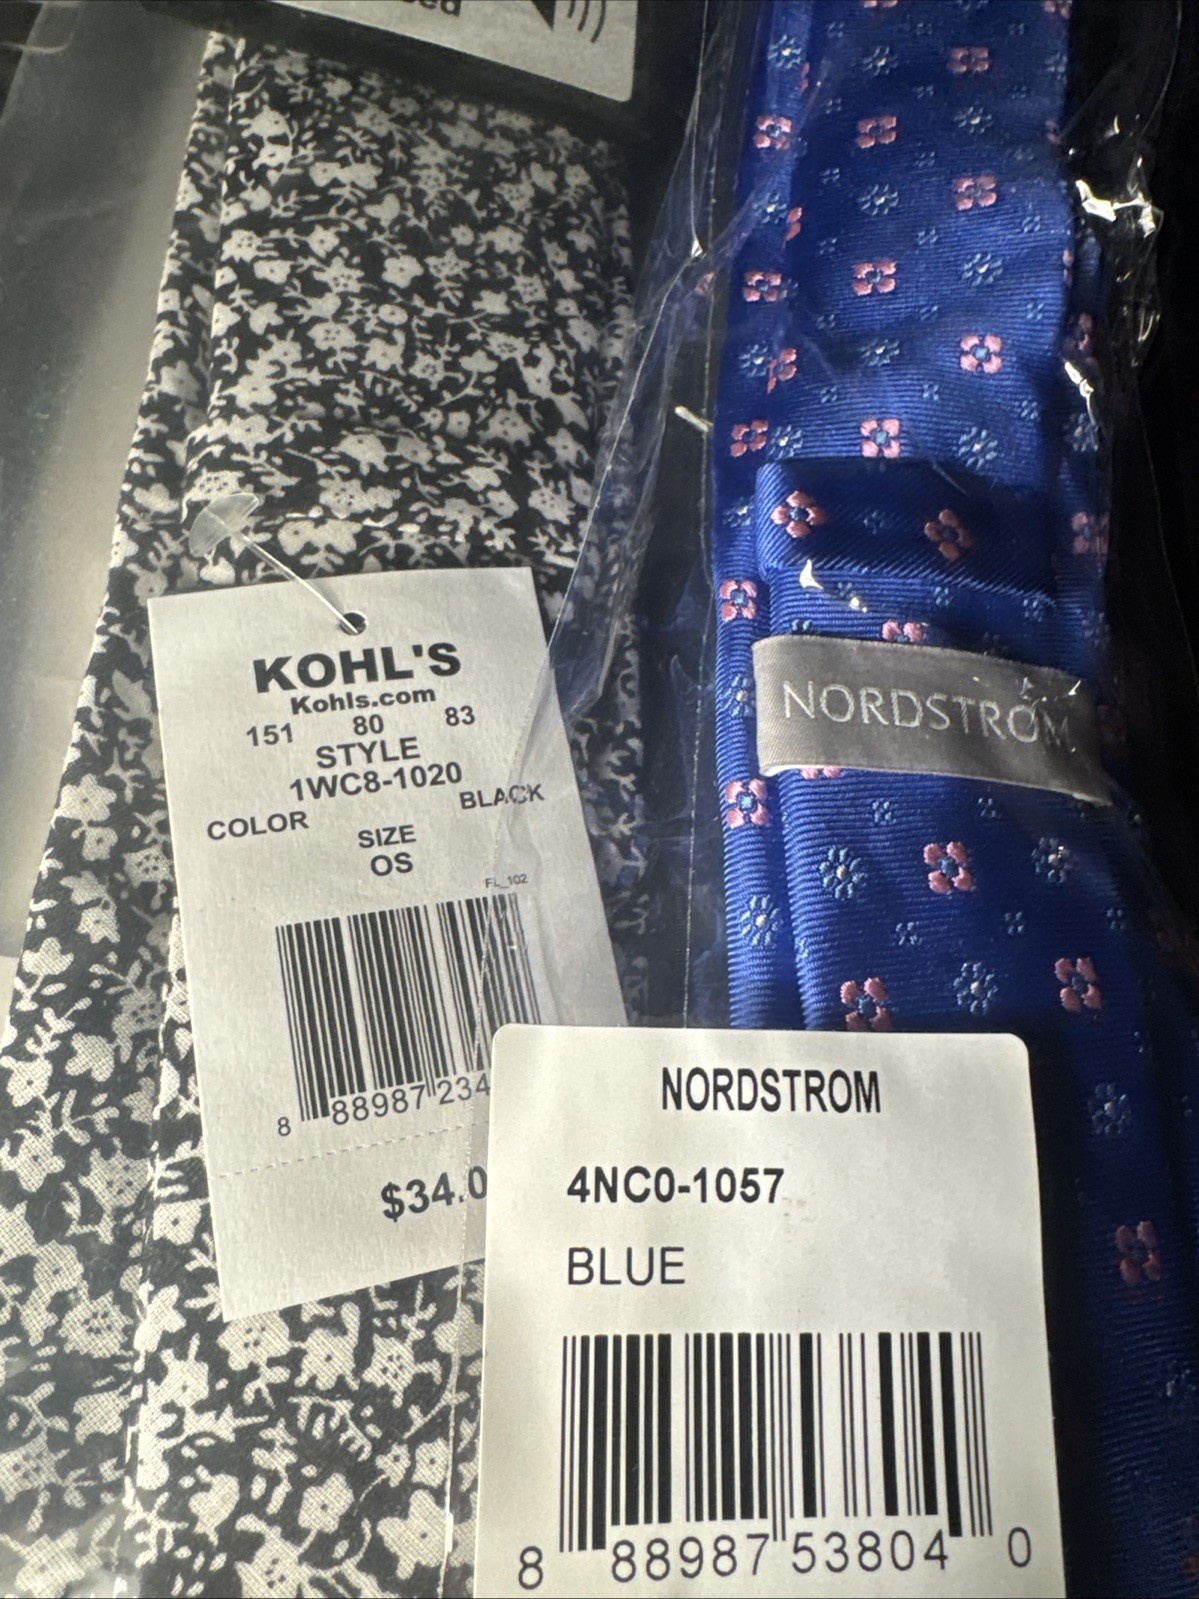 KOHL'S
Kohls.com
151 80 83
STYLE
1WC8-1020
COLOR BLACK
SIZE
OS
FL_102
8 88987 234
$34.0
NORDSTROM
NORDSTROM
4NC0-1057
BLUE
8 88987 53804 0